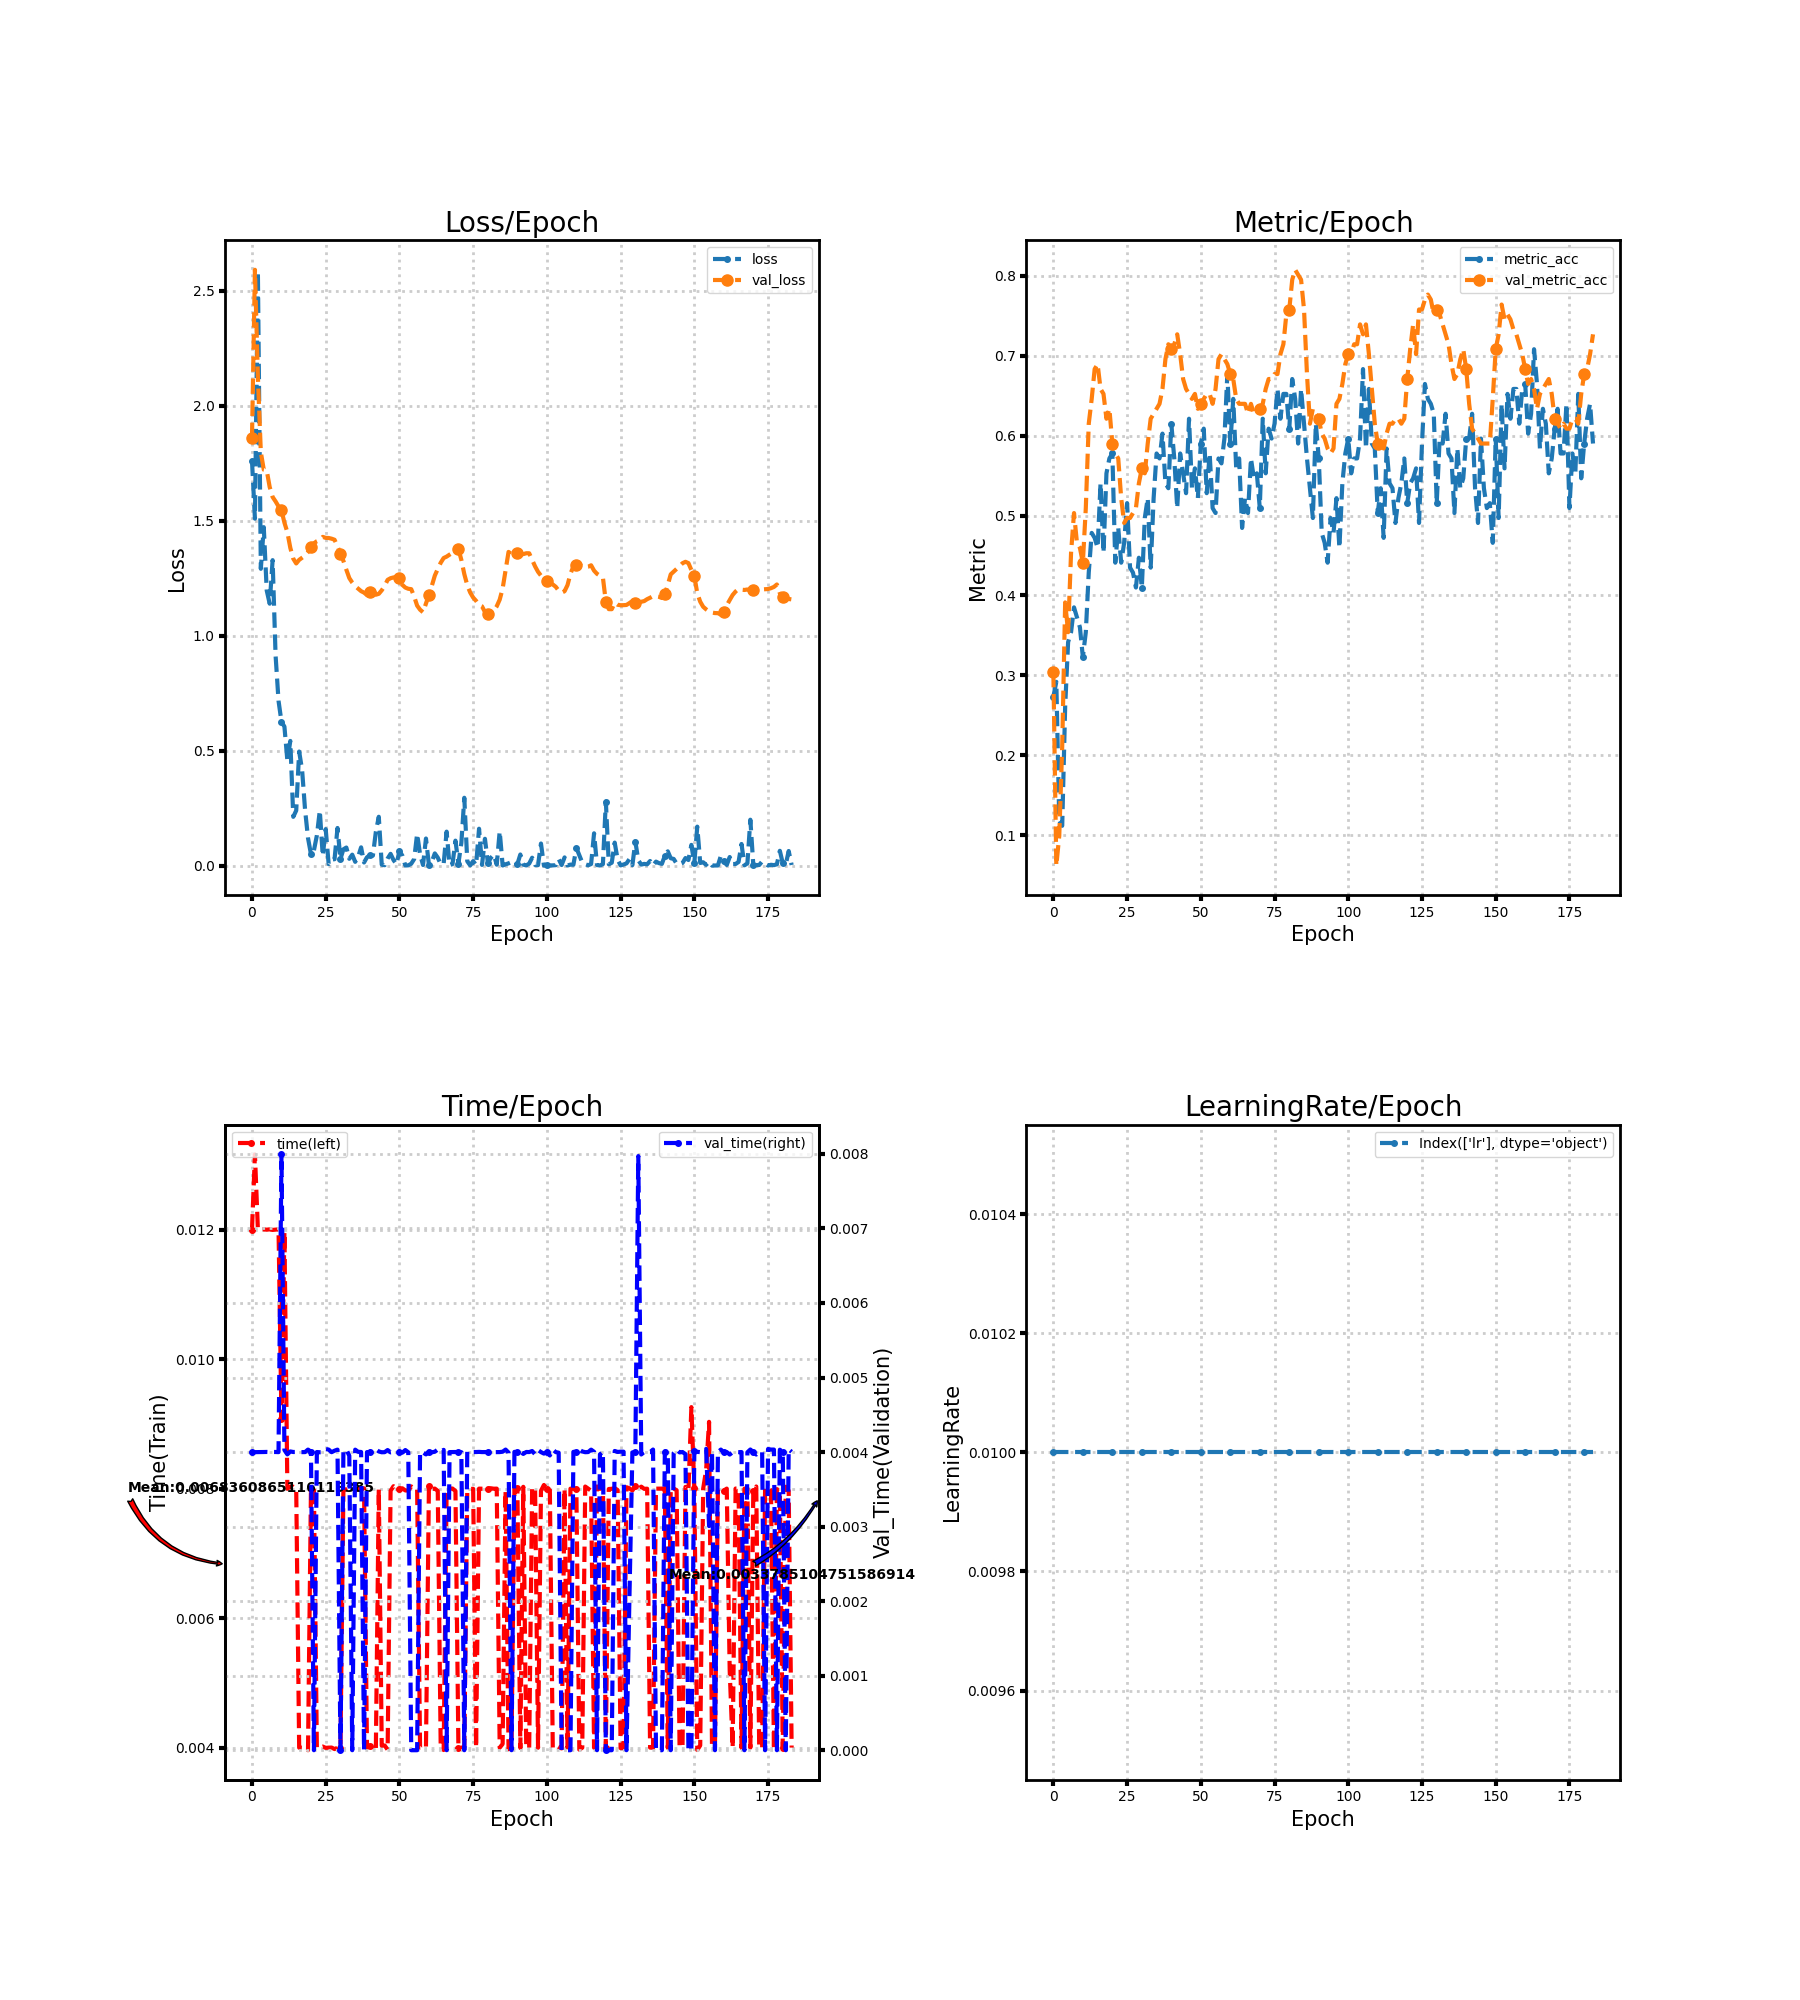 Loss/Epoch
loss
val_loss
2.5
2.0
1.5
1.0
0.5
0.0
Loss
0 25 50 75 100 125 150 175
Epoch
Metric/Epoch
metric_acc
val_metric_acc
0.8
0.7
0.6
0.5
0.4
0.3
0.2
0.1
Metric
0 25 50 75 100 125 150 175
Epoch
Time/Epoch
time(left)
val_time(right)
0.012
0.010
0.008
0.006
0.004
Time(Train)
0.008
0.007
0.006
0.005
0.004
0.003
0.002
0.001
0.000
Val_Time(Validation)
0 25 50 75 100 125 150 175
Epoch
LearningRate/Epoch
Index(['lr'], dtype='object')
0.0104
0.0102
0.0100
0.0098
0.0096
LearningRate
0 25 50 75 100 125 150 175
Epoch